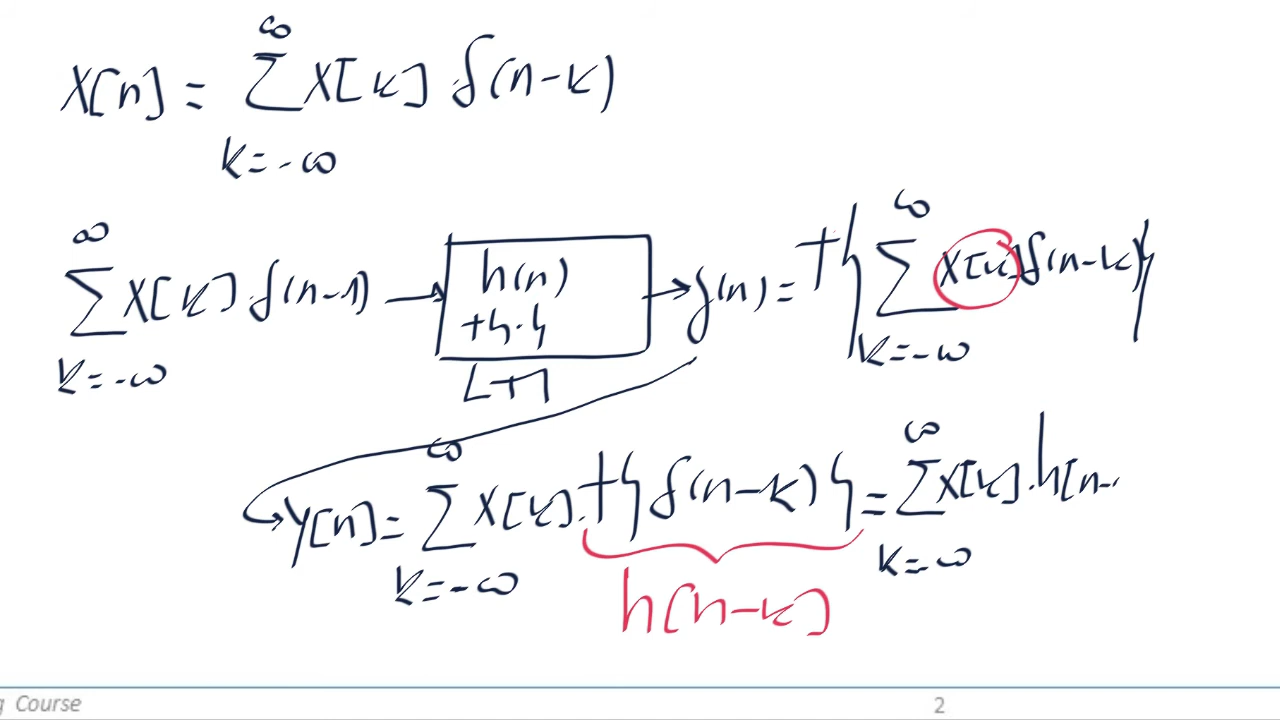 X[n] = ∞ ∑ k=-∞ X[k] δ(n-k)
∞ ∑ k=-∞ X[k] δ(n-1) → h(n) T{·} → y(n) = T{ ∞ ∑ k=-∞ X[k] δ(n-k) }
LTI
y[n] = ∞ ∑ k=-∞ X[k] . T{ δ(n-k) } = ∞ ∑ k=-∞ X[k] . h[n-
h[n-k]
g Course 2